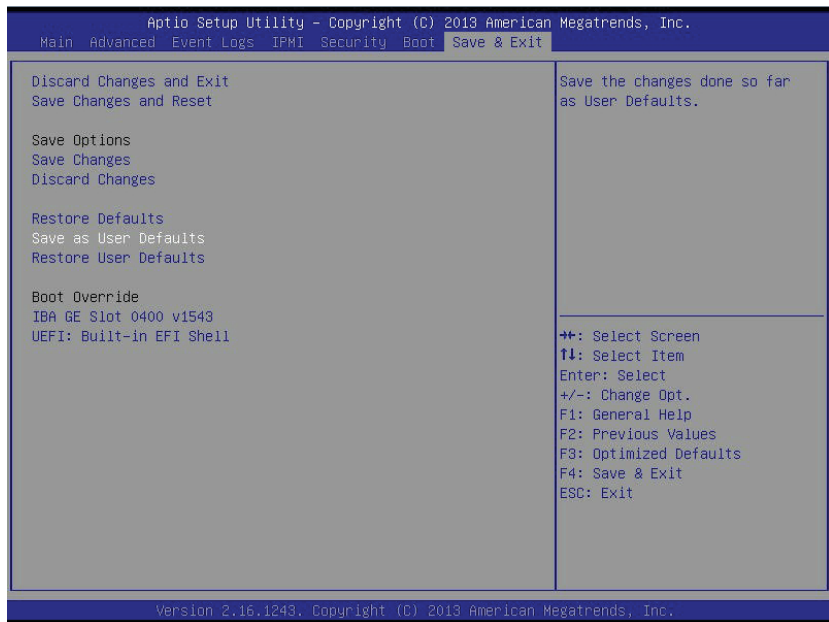 Aptio Setup Utility – Copyright (C) 2013 American Megatrends, Inc.
Main Advanced Event Logs IPMI Security Boot Save & Exit
Discard Changes and Exit
Save Changes and Reset
Save Options
Save Changes
Discard Changes
Restore Defaults
Save as User Defaults
Restore User Defaults
Boot Override
IBA GE Slot 0400 v1543
UEFI: Built-in EFI Shell
Save the changes done so far
as User Defaults.
→←: Select Screen
↑↓: Select Item
Enter: Select
+/-: Change Opt.
F1: General Help
F2: Previous Values
F3: Optimized Defaults
F4: Save & Exit
ESC: Exit
Version 2.16.1243. Copyright (C) 2013 American Megatrends, Inc.